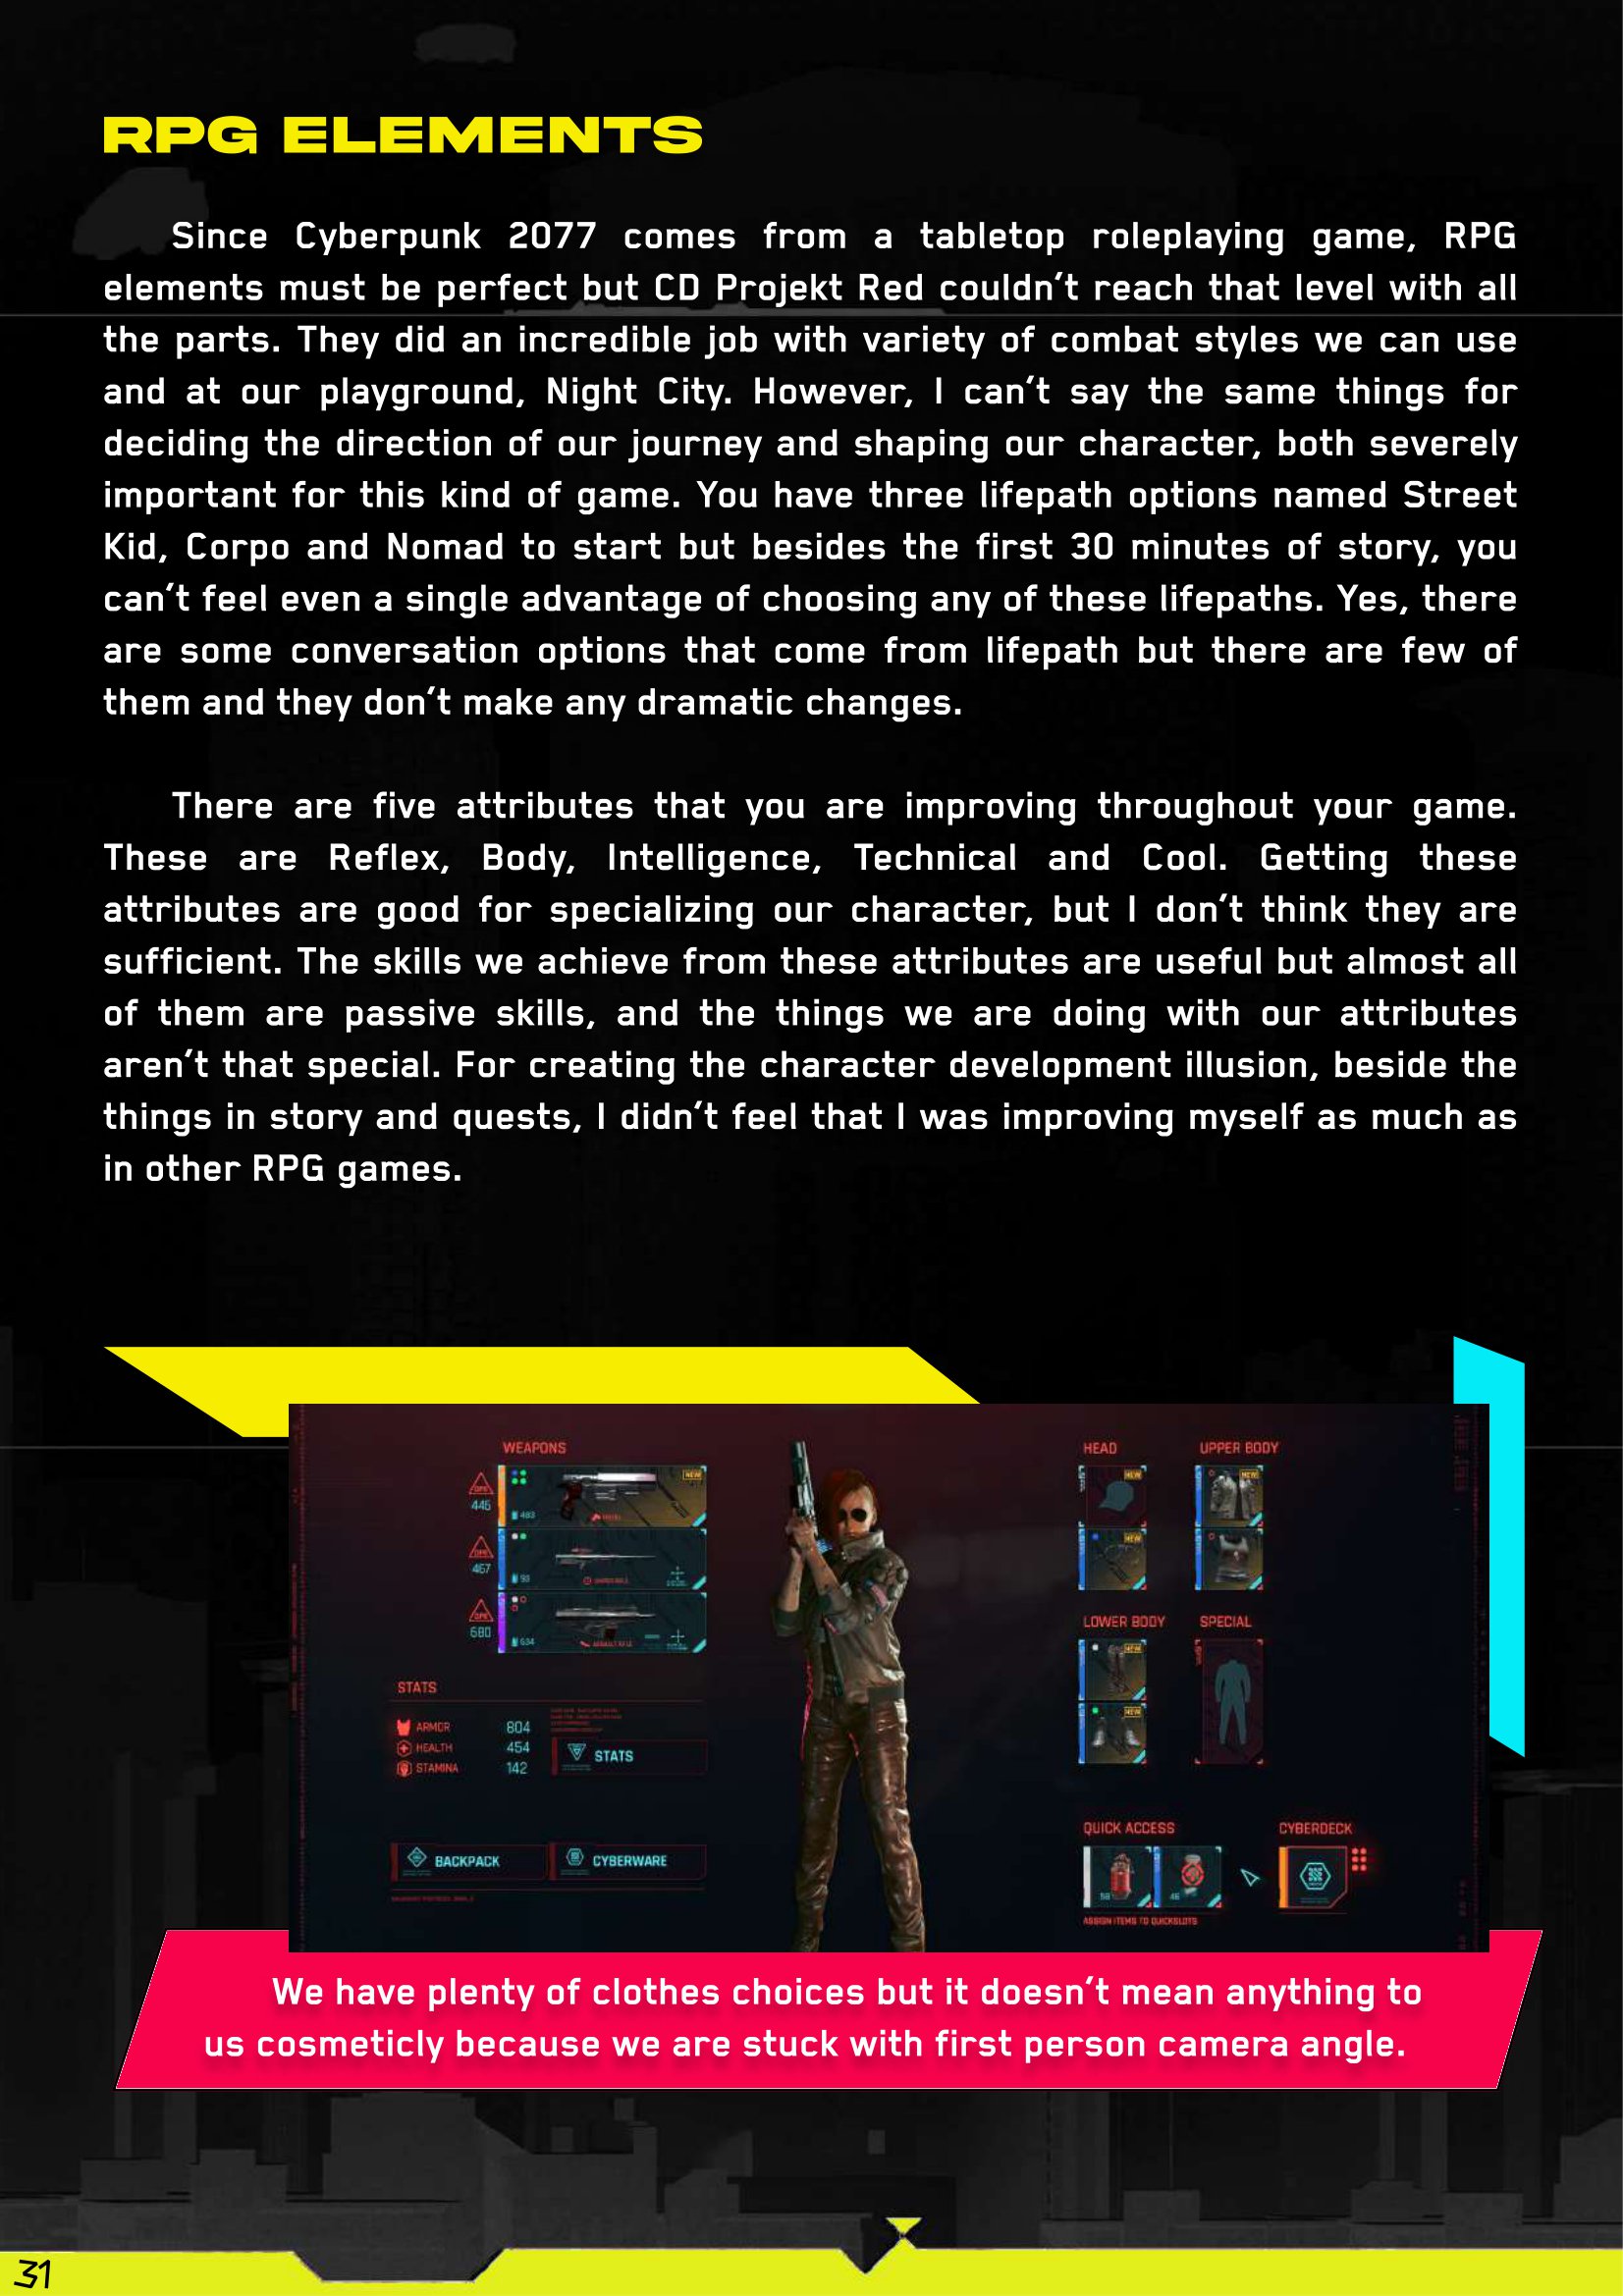 RPG ELEMENTS
Since Cyberpunk 2077 comes from a tabletop roleplaying game, RPG
elements must be perfect but CD Projekt Red couldn't reach that level with all
the parts. They did an incredible job with variety of combat styles we can use
and at our playground, Night City. However, I can't say the same things for
deciding the direction of our journey and shaping our character, both severely
important for this kind of game. You have three lifepath options named Street
Kid, Corpo and Nomad to start but besides the first 30 minutes of story, you
can't feel even a single advantage of choosing any of these lifepaths. Yes, there
are some conversation options that come from lifepath but there are few of
them and they don't make any dramatic changes.
There are five attributes that you are improving throughout your game.
These are Reflex, Body, Intelligence, Technical and Cool. Getting these
attributes are good for specializing our character, but I don't think they are
sufficient. The skills we achieve from these attributes are useful but almost all
of them are passive skills, and the things we are doing with our attributes
aren't that special. For creating the character development illusion, beside the
things in story and quests, I didn't feel that I was improving myself as much as
in other RPG games.
WEAPONS
NEW
446
467
680
STATS
ARMOR 804
HEALTH 454
STAMINA 142
STATS
BACKPACK
CYBERWARE
HEAD
UPPER BODY
NEW
NEW
NEW
LOWER BODY
SPECIAL
NEW
NEW
QUICK ACCESS
CYBERDECK
ASSIGN ITEMS TO QUICKSLOTS
We have plenty of clothes choices but it doesn't mean anything to
us cosmeticly because we are stuck with first person camera angle.
31